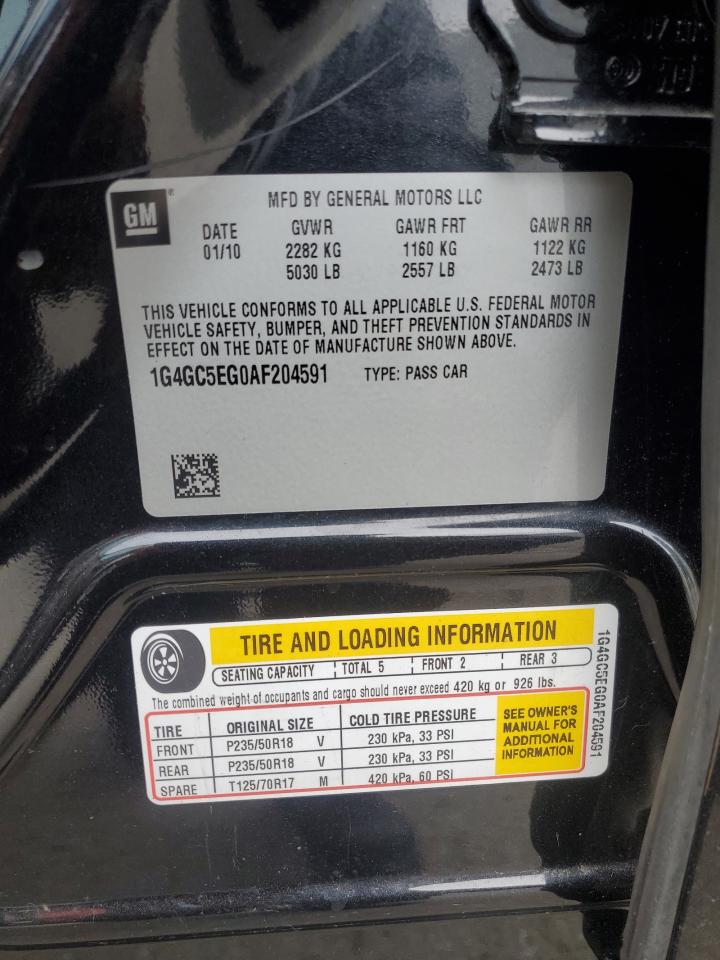 GM
MFD BY GENERAL MOTORS LLC
DATE GVWR GAWR FRT GAWR RR
01/10 2282 KG 1160 KG 1122 KG
5030 LB 2557 LB 2473 LB
THIS VEHICLE CONFORMS TO ALL APPLICABLE U.S. FEDERAL MOTOR
VEHICLE SAFETY, BUMPER, AND THEFT PREVENTION STANDARDS IN
EFFECT ON THE DATE OF MANUFACTURE SHOWN ABOVE.
1G4GC5EG0AF204591 TYPE: PASS CAR
TIRE AND LOADING INFORMATION
SEATING CAPACITY TOTAL 5 FRONT 2 REAR 3
The combined weight of occupants and cargo should never exceed 420 kg or 926 lbs.
TIRE ORIGINAL SIZE COLD TIRE PRESSURE
FRONT P235/50R18 V 230 kPa, 33 PSI
REAR P235/50R18 V 230 kPa, 33 PSI
SPARE T125/70R17 M 420 kPa, 60 PSI
SEE OWNER'S
MANUAL FOR
ADDITIONAL
INFORMATION
1G4GC5EG0AF204591